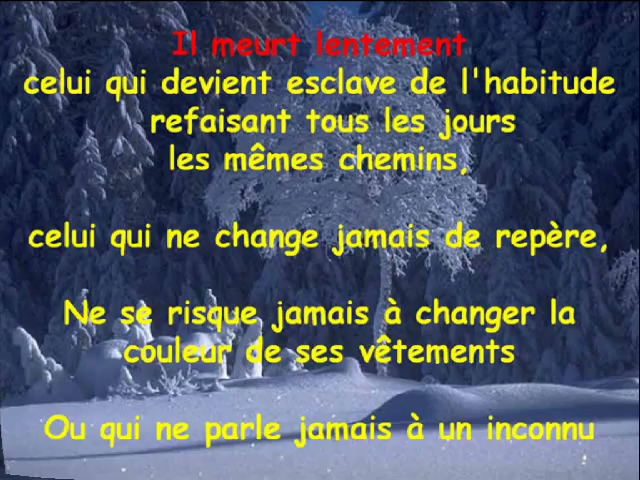 Il meurt lentement
celui qui devient esclave de l'habitude
refaisant tous les jours
les mêmes chemins,
celui qui ne change jamais de repère,
Ne se risque jamais à changer la
couleur de ses vêtements
Ou qui ne parle jamais à un inconnu